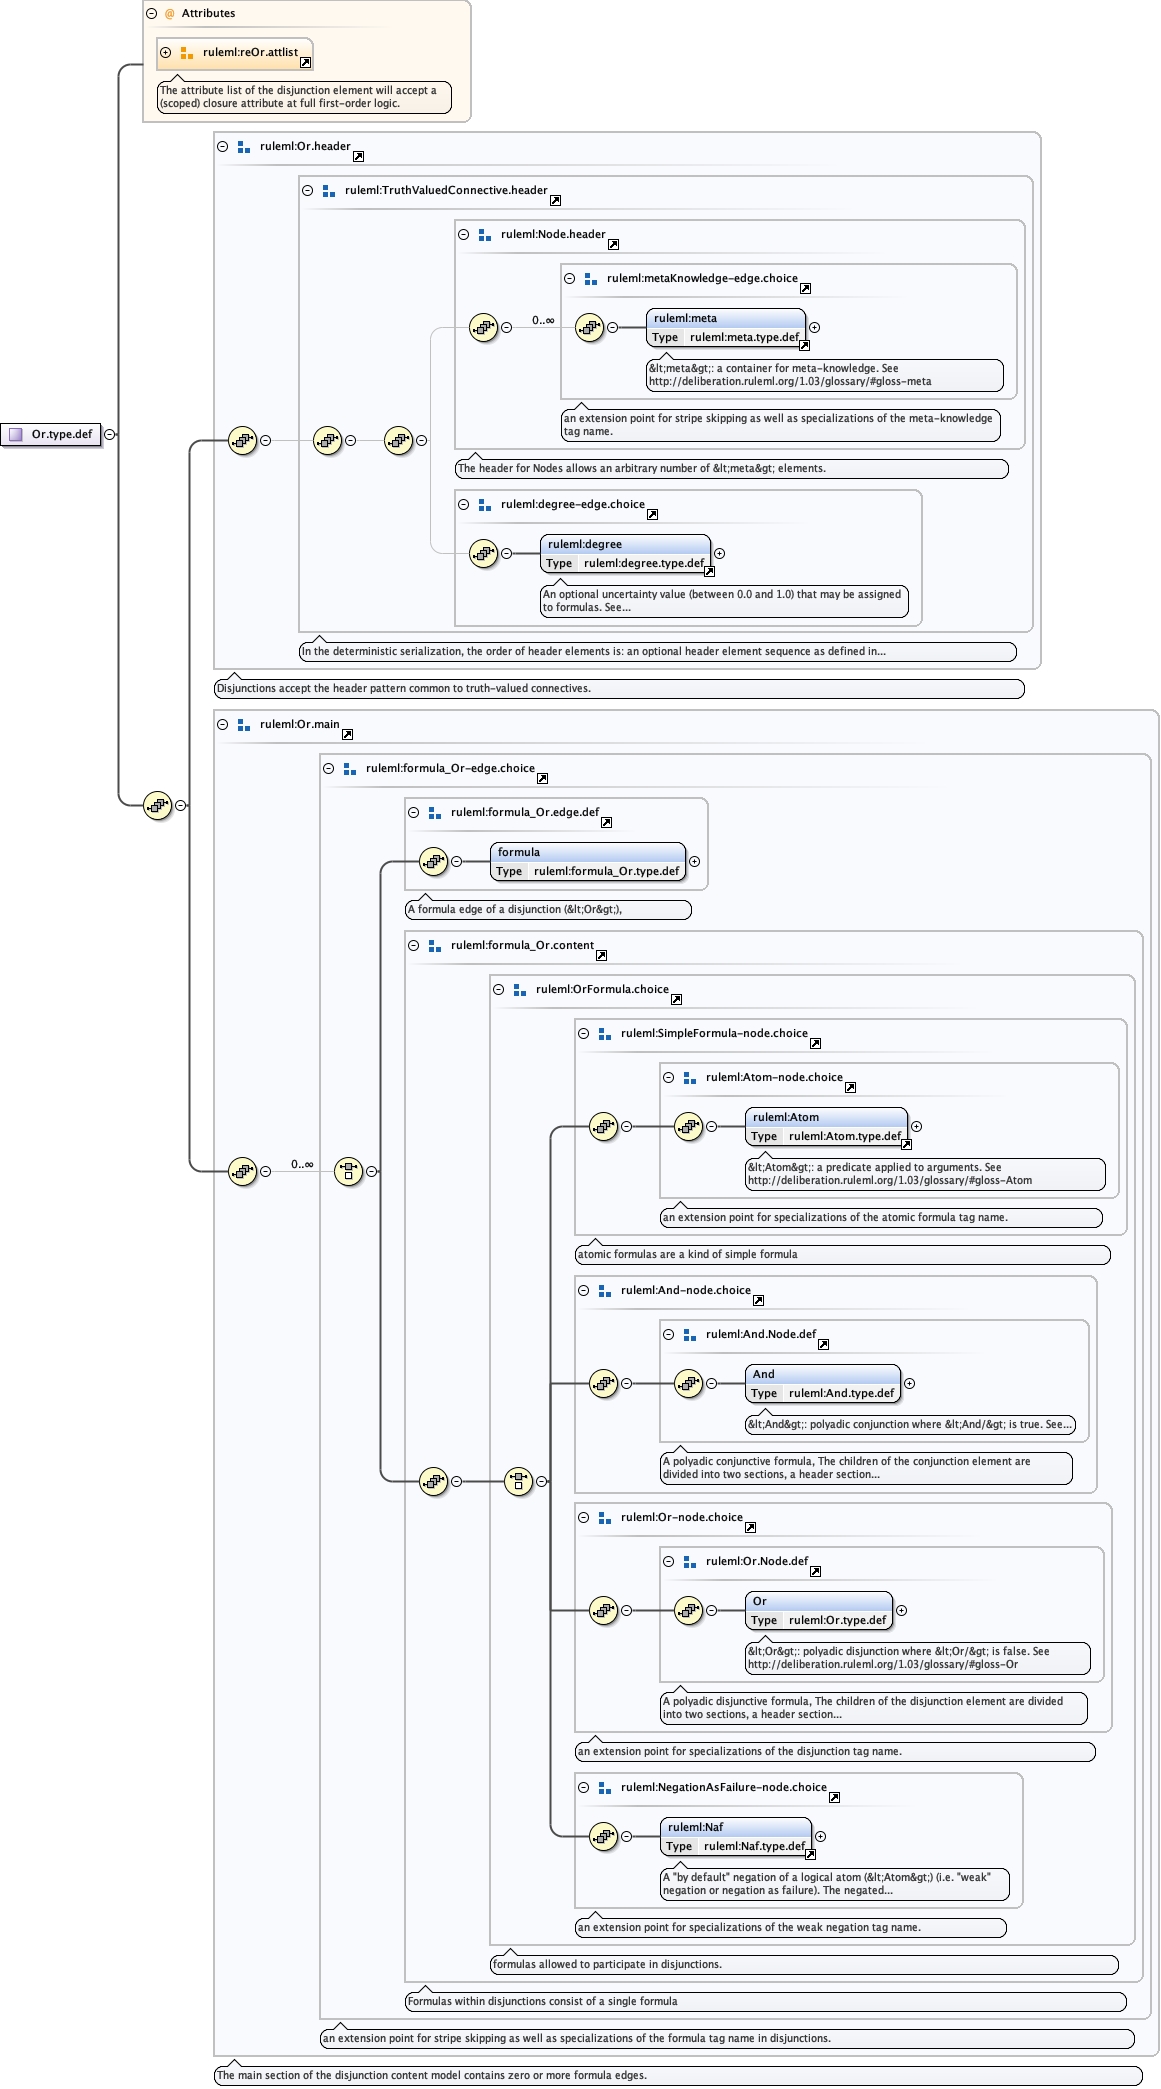 @ Attributes
ruleml:reOr.attlist
The attribute list of the disjunction element will accept a
(scoped) closure attribute at full first-order logic.
ruleml:Or.header
ruleml:TruthValuedConnective.header
ruleml:Node.header
ruleml:metaKnowledge-edge.choice
0..∞
ruleml:meta
Type ruleml:meta.type.def
&lt;meta&gt;: a container for meta-knowledge. See
http://deliberation.ruleml.org/1.03/glossary/#gloss-meta
an extension point for stripe skipping as well as specializations of the meta-knowledge
tag name.
Or.type.def
The header for Nodes allows an arbitrary number of &lt;meta&gt; elements.
ruleml:degree-edge.choice
ruleml:degree
Type ruleml:degree.type.def
An optional uncertainty value (between 0.0 and 1.0) that may be assigned
to formulas. See...
In the deterministic serialization, the order of header elements is: an optional header element sequence as defined in...
Disjunctions accept the header pattern common to truth-valued connectives.
ruleml:Or.main
ruleml:formula_Or-edge.choice
ruleml:formula_Or.edge.def
formula
Type ruleml:formula_Or.type.def
A formula edge of a disjunction (&lt;Or&gt;),
ruleml:formula_Or.content
ruleml:OrFormula.choice
ruleml:SimpleFormula-node.choice
ruleml:Atom-node.choice
ruleml:Atom
Type ruleml:Atom.type.def
&lt;Atom&gt;: a predicate applied to arguments. See
http://deliberation.ruleml.org/1.03/glossary/#gloss-Atom
0..∞
an extension point for specializations of the atomic formula tag name.
atomic formulas are a kind of simple formula
ruleml:And-node.choice
ruleml:And.Node.def
And
Type ruleml:And.type.def
&lt;And&gt;: polyadic conjunction where &lt;And/&gt; is true. See...
A polyadic conjunctive formula, The children of the conjunction element are
divided into two sections, a header section...
ruleml:Or-node.choice
ruleml:Or.Node.def
Or
Type ruleml:Or.type.def
&lt;Or&gt;: polyadic disjunction where &lt;Or/&gt; is false. See
http://deliberation.ruleml.org/1.03/glossary/#gloss-Or
A polyadic disjunctive formula, The children of the disjunction element are divided
into two sections, a header section...
an extension point for specializations of the disjunction tag name.
ruleml:NegationAsFailure-node.choice
ruleml:Naf
Type ruleml:Naf.type.def
A "by default" negation of a logical atom (&lt;Atom&gt;) (i.e. "weak"
negation or negation as failure). The negated...
an extension point for specializations of the weak negation tag name.
formulas allowed to participate in disjunctions.
Formulas within disjunctions consist of a single formula
an extension point for stripe skipping as well as specializations of the formula tag name in disjunctions.
The main section of the disjunction content model contains zero or more formula edges.